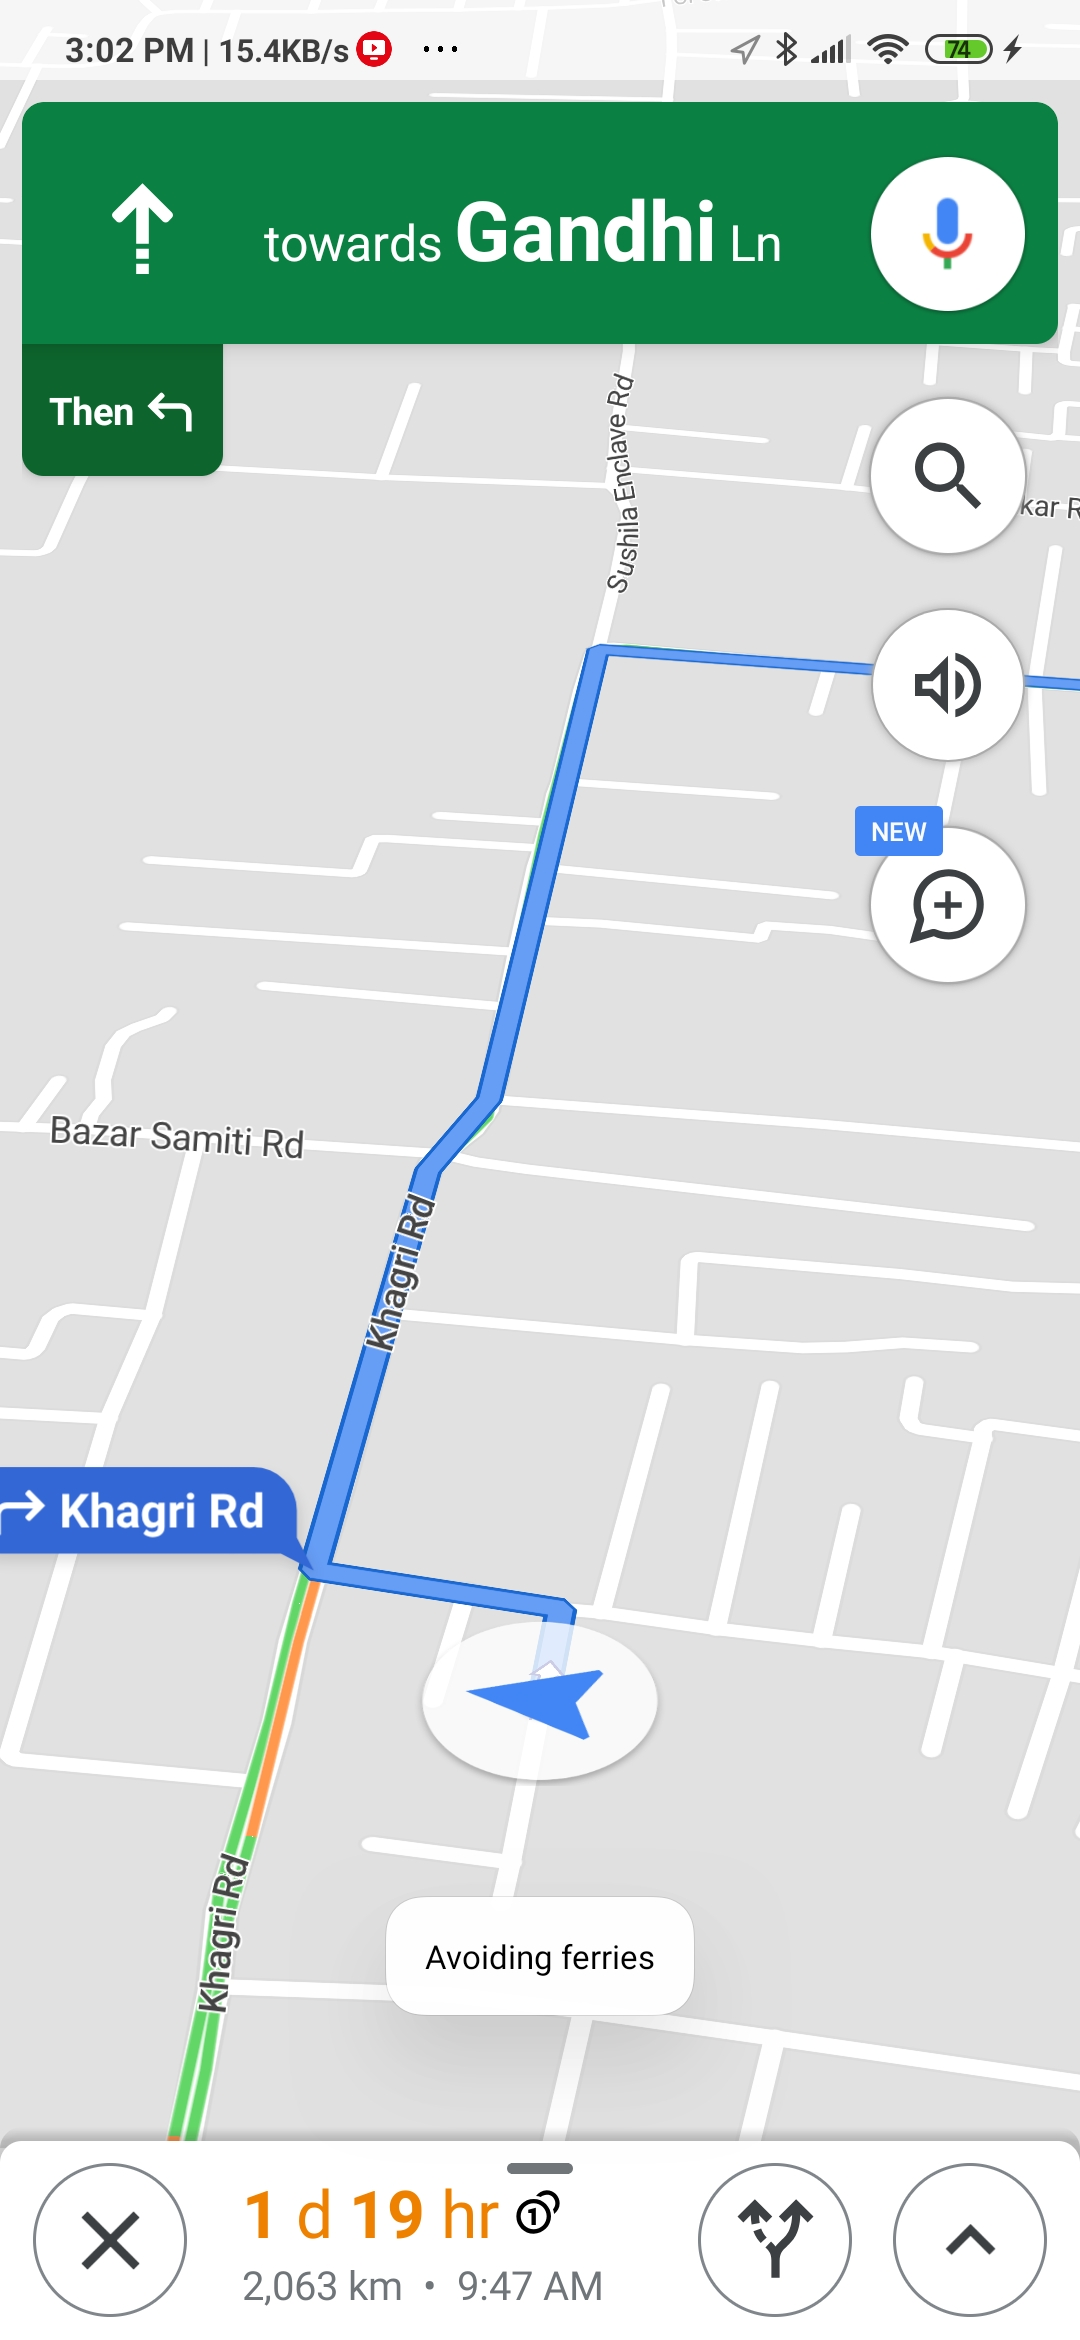 3:02 PM | 15.4KB/s ...
74
towards Gandhi Ln
Then
Sushila Enclave Rd
kar R
NEW
Bazar Samiti Rd
Khagri Rd
Khagri Rd
Khagri Rd
Avoiding ferries
1 d 19 hr
2,063 km • 9:47 AM